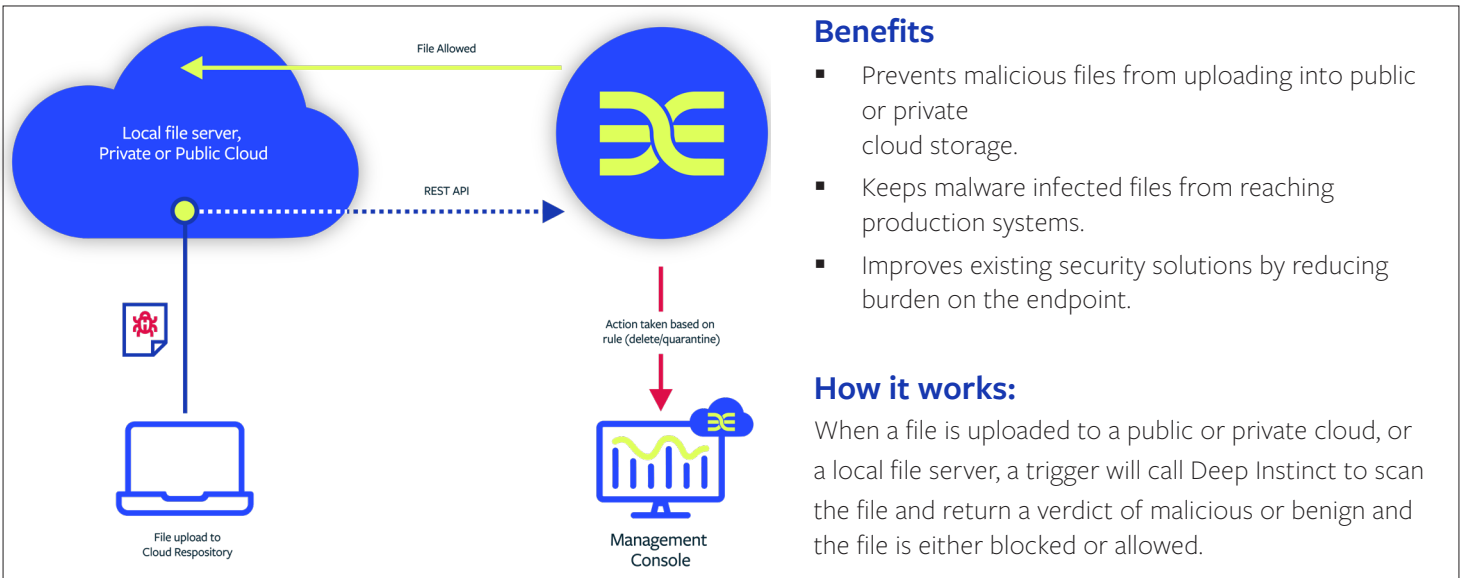 File Allowed
Local file server,
Private or Public Cloud
REST API
Action taken based on
rule (delete/quarantine)
File upload to
Cloud Respository
Management
Console
Benefits
▪ Prevents malicious files from uploading into public
or private
cloud storage.
▪ Keeps malware infected files from reaching
production systems.
▪ Improves existing security solutions by reducing
burden on the endpoint.
How it works:
When a file is uploaded to a public or private cloud, or
a local file server, a trigger will call Deep Instinct to scan
the file and return a verdict of malicious or benign and
the file is either blocked or allowed.